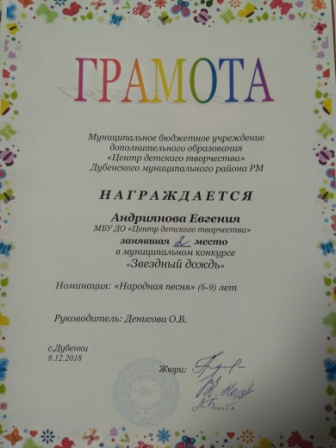 ГРАМОТА
Муниципальное бюджетное учреждение
дополнительного образования
«Центр детского творчества»
Дубенского муниципального района РМ
НАГРАЖДАЕТСЯ
Андриянова Евгения
МБУ ДО «Центр детского творчества»
занявшая 2 место
в муниципальном конкурсе
«Звездный дождь»
Номинация: «Народная песня» (6-9) лет
Руководитель: Денисова О.В.
с.Дубенки
8.12.2018
Жюри: